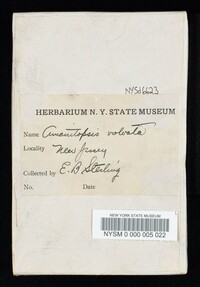 NYSf6623
HERBARIUM N. Y. STATE MUSEUM
Name Amanitopsis volvata
Locality New Jersey
Collected by E. B. Sterling
No. Date
NEW YORK STATE MUSEUM
NYSM 0 000 005 022